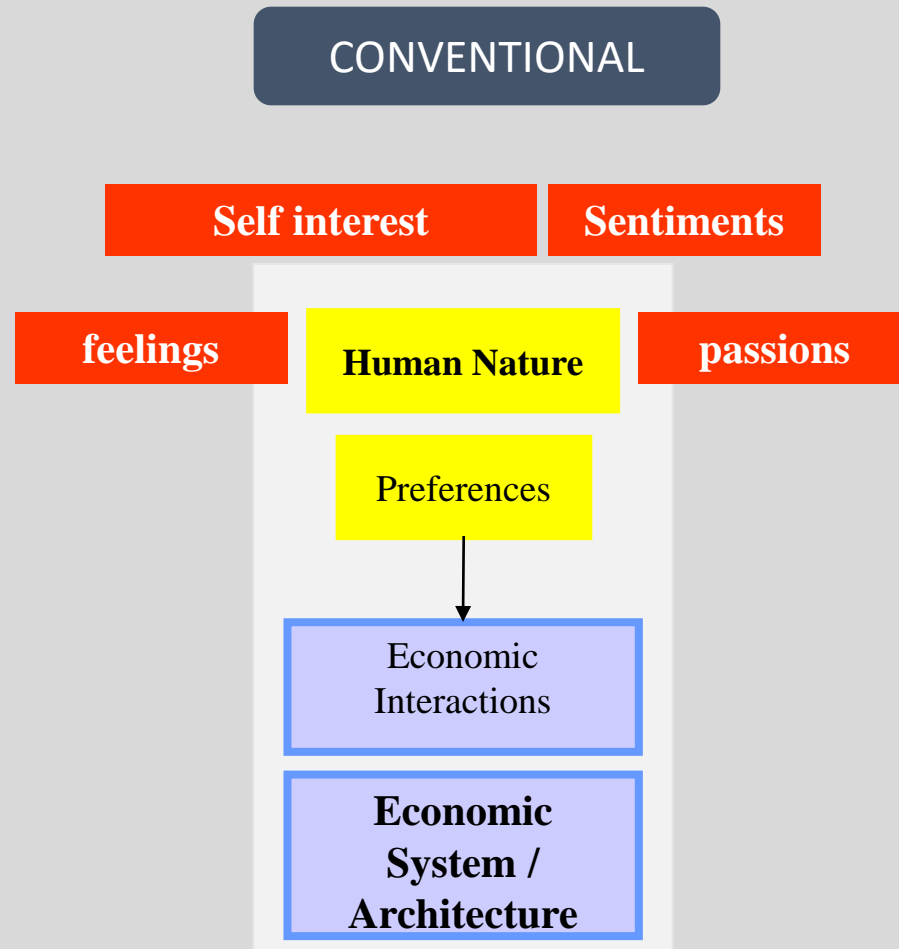 CONVENTIONAL
Self interest
Sentiments
feelings
Human Nature
passions
Preferences
Economic
Interactions
Economic
System /
Architecture